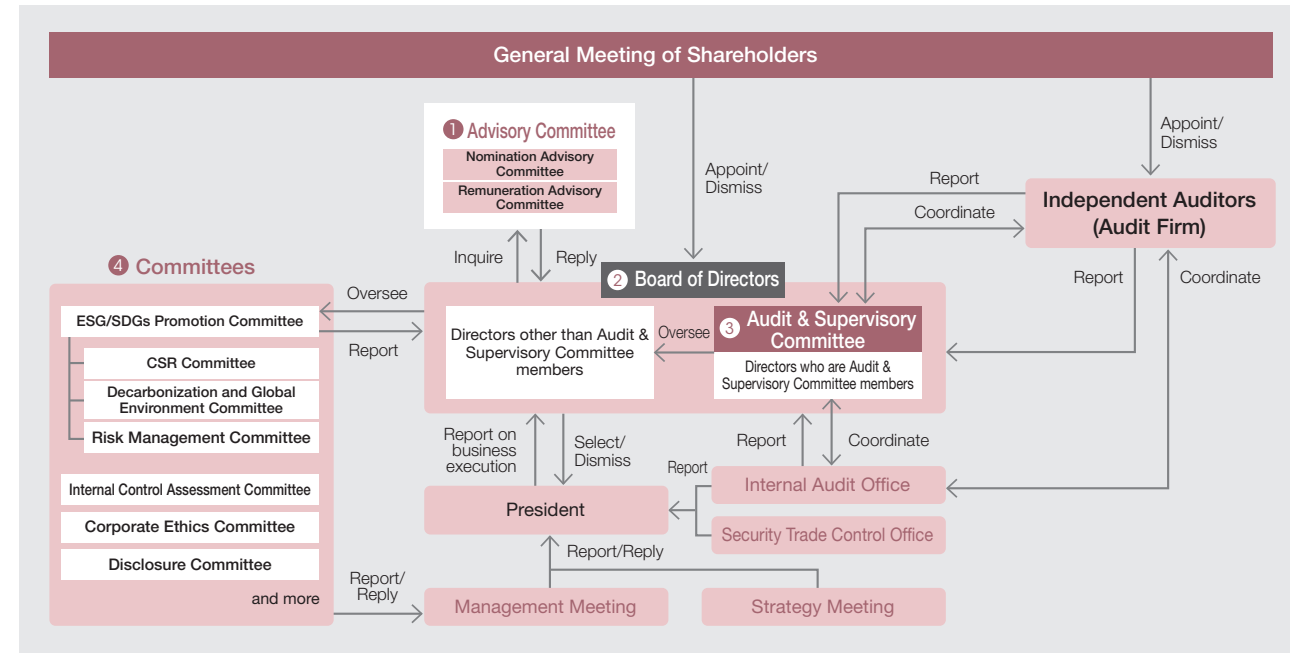 General Meeting of Shareholders
❶ Advisory Committee
Nomination Advisory
Committee
Remuneration Advisory
Committee
Appoint/
Dismiss
Appoint/
Dismiss
Report
Coordinate
Independent Auditors
(Audit Firm)
Inquire
Reply
Report
Coordinate
❹ Committees
Oversee
Report
ESG/SDGs Promotion Committee
CSR Committee
Decarbonization and Global
Environment Committee
Risk Management Committee
Internal Control Assessment Committee
Corporate Ethics Committee
Disclosure Committee
and more
② Board of Directors
Directors other than Audit &
Supervisory Committee
members
Oversee
③ Audit & Supervisory
Committee
Directors who are Audit &
Supervisory Committee members
Report on
business
execution
Select/
Dismiss
Report
Coordinate
Report
President
Internal Audit Office
Security Trade Control Office
Report/Reply
Report/
Reply
Management Meeting
Strategy Meeting